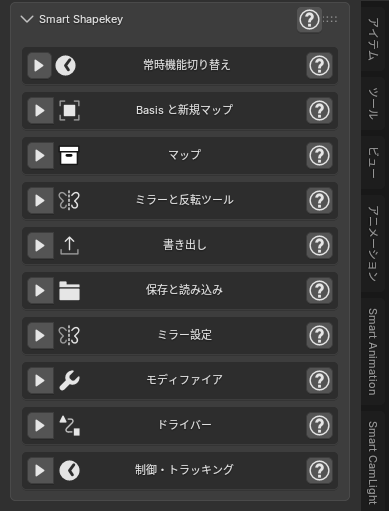 Smart Shapekey
常時機能切り替え
Basis と新規マップ
マップ
ミラーと反転ツール
書き出し
保存と読み込み
ミラー設定
モディファイア
ドライバー
制御・トラッキング
アイテム
ツール
ビュー
アニメーション
Smart Animation
Smart CamLight